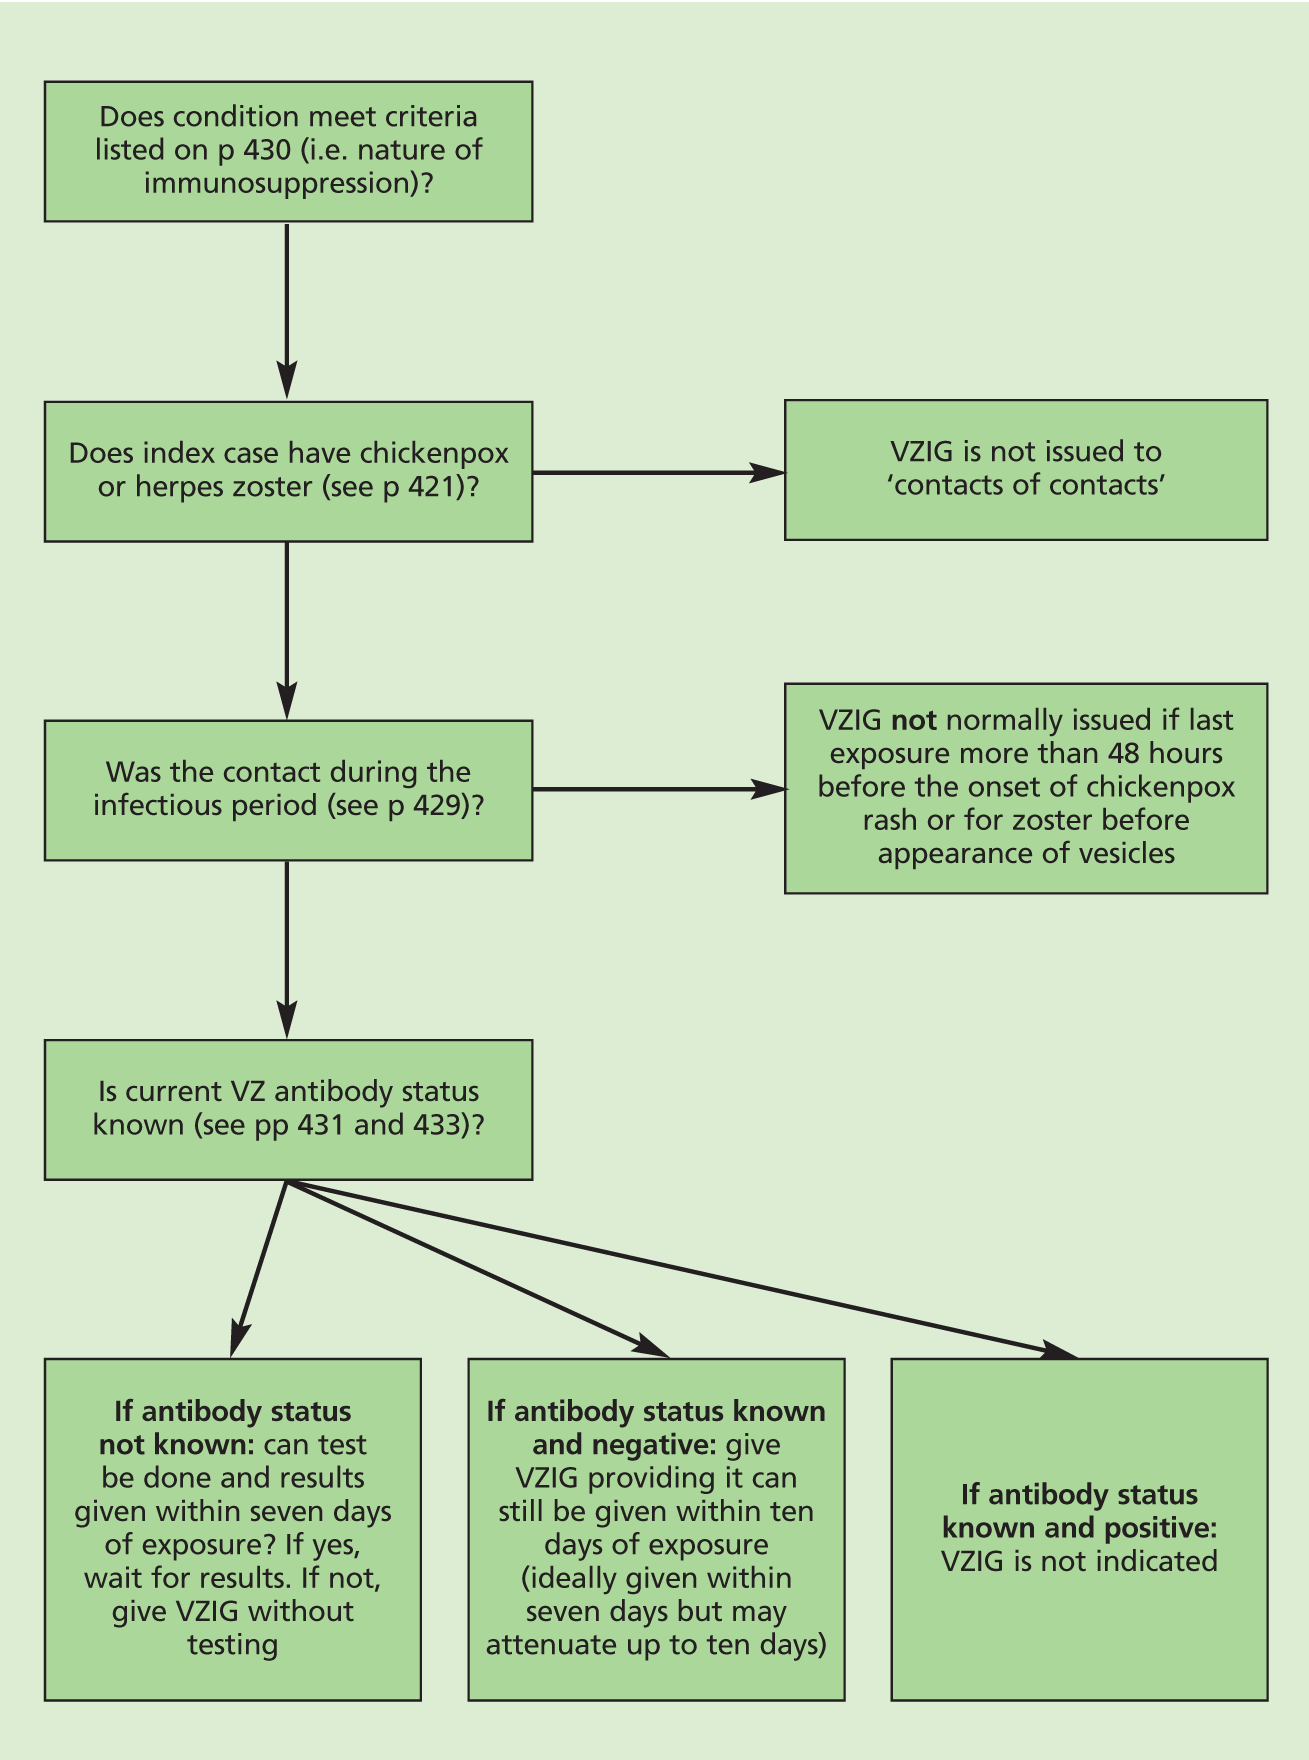 Does condition meet criteria
listed on p 430 (i.e. nature of
immunosuppression)?
Does index case have chickenpox
or herpes zoster (see p 421)?
VZIG is not issued to
‘contacts of contacts’
Was the contact during the
infectious period (see p 429)?
VZIG not normally issued if last
exposure more than 48 hours
before the onset of chickenpox
rash or for zoster before
appearance of vesicles
Is current VZ antibody status
known (see pp 431 and 433)?
If antibody status
not known: can test
be done and results
given within seven days
of exposure? If yes,
wait for results. If not,
give VZIG without
testing
If antibody status known
and negative: give
VZIG providing it can
still be given within ten
days of exposure
(ideally given within
seven days but may
attenuate up to ten days)
If antibody status
known and positive:
VZIG is not indicated